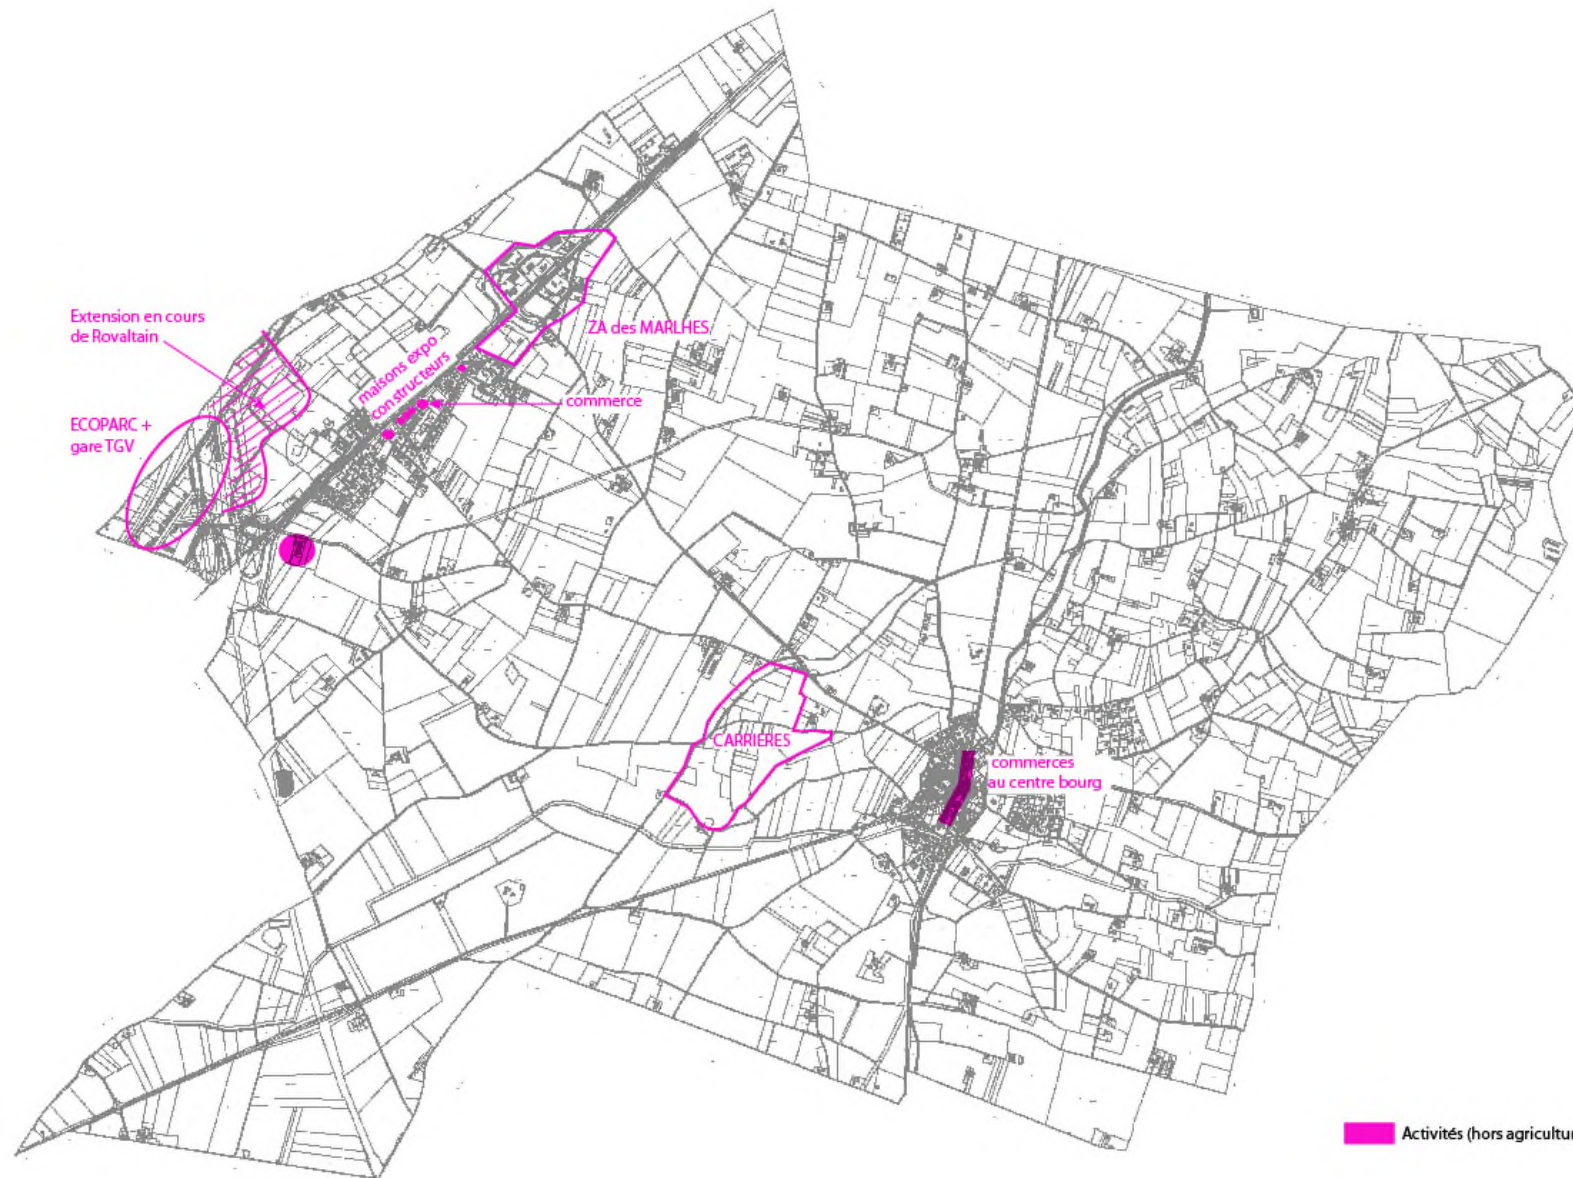 Extension en cours
de Rovaltain
ECOPARC +
gare TGV
maisons expo
constructeurs
ZA des MARLHES
commerce
CARRIERES
commerces
au centre bourg
Activités (hors agricultur